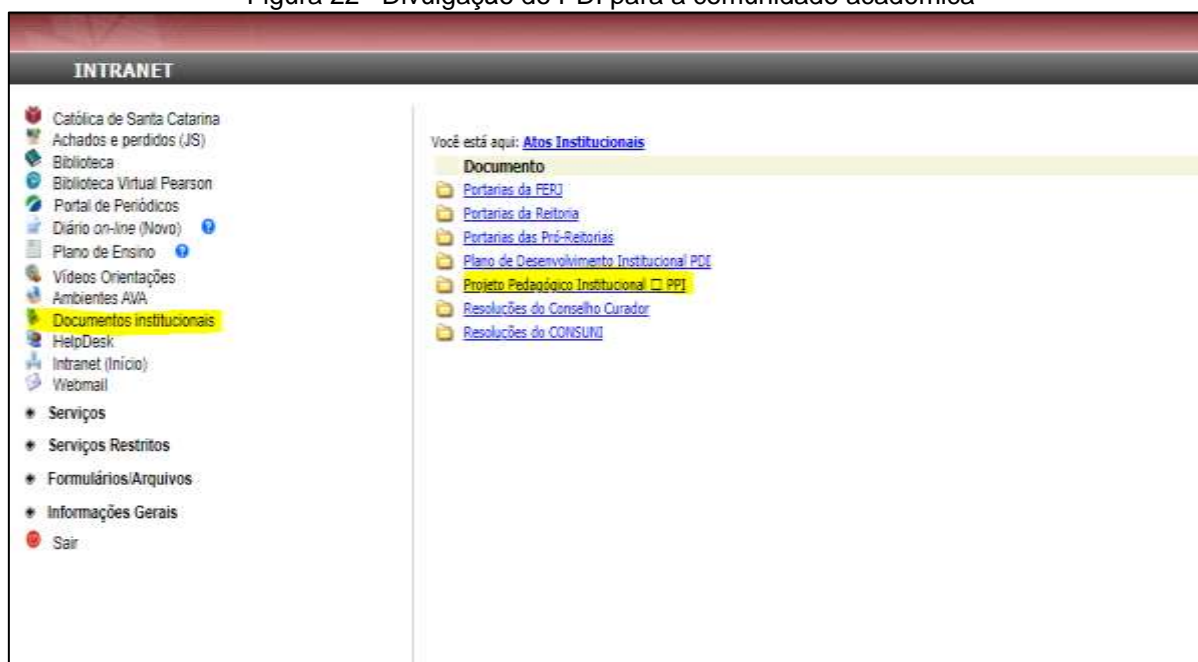 Figura 22 - Divulgação do PDI para a comunidade acadêmica
INTRANET
Católica de Santa Catarina
Achados e perdidos (JS)
Biblioteca
Biblioteca Virtual Pearson
Portal de Periódicos
Diário on-line (Novo)
Plano de Ensino
Vídeos Orientações
Ambientes AVA
Documentos institucionais
HelpDesk
Intranet (Início)
Webmail
Serviços
Serviços Restritos
Formulários/Arquivos
Informações Gerais
Sair
Você está aqui: Atos Institucionais
Documento
Portarias da FERJ
Portarias da Reitoria
Portarias das Pró-Reitorias
Plano de Desenvolvimento Institucional PDI
Projeto Pedagógico Institucional □ PPI
Resoluções do Conselho Curador
Resoluções do CONSUNI